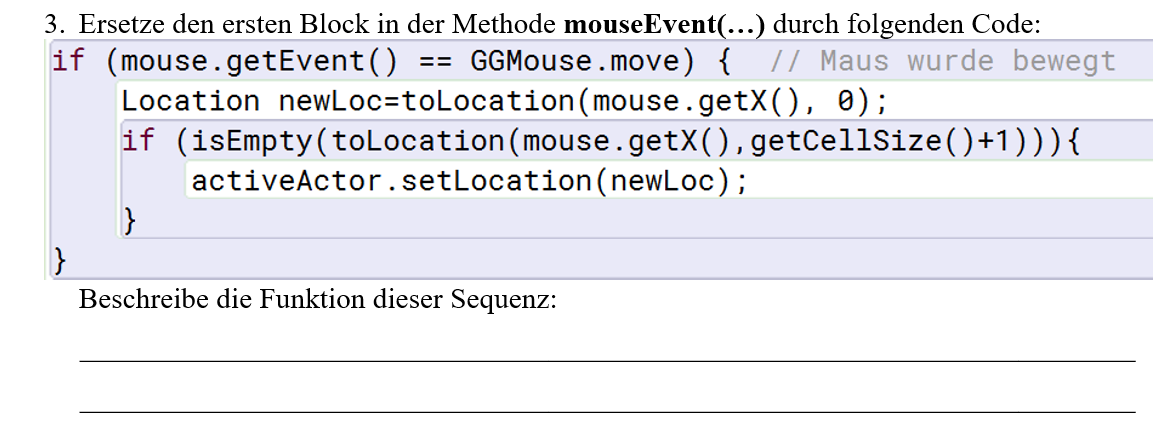 3. Ersetze den ersten Block in der Methode mouseEvent(…) durch folgenden Code:
if (mouse.getEvent() == GGMouse.move) {  // Maus wurde bewegt
Location newLoc=toLocation(mouse.getX(), 0);
if (isEmpty(toLocation(mouse.getX(),getCellSize()+1))){
activeActor.setLocation(newLoc);
}
}
Beschreibe die Funktion dieser Sequenz: